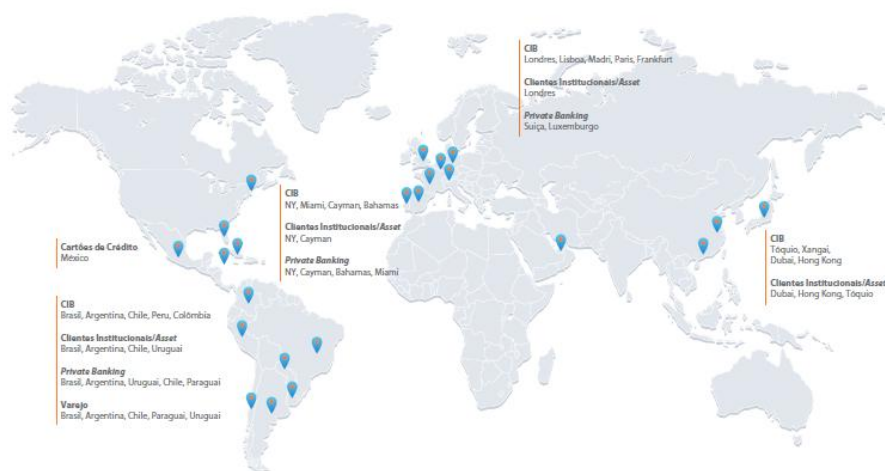 CIB
Londres, Lisboa, Madri, Paris, Frankfurt
Clientes Institucionais/Asset
Londres
Private Banking
Suíça, Luxemburgo
CIB
NY, Miami, Cayman, Bahamas
Clientes Institucionais/Asset
NY, Cayman
Private Banking
NY, Cayman, Bahamas, Miami
Cartões de Crédito
México
CIB
Tóquio, Xangai,
Dubai, Hong Kong
Clientes Institucionais/Asset
Dubai, Hong Kong, Tóquio
CIB
Brasil, Argentina, Chile, Peru, Colômbia
Clientes Institucionais/Asset
Brasil, Argentina, Chile, Uruguai
Private Banking
Brasil, Argentina, Uruguai, Chile, Paraguai
Varejo
Brasil, Argentina, Chile, Paraguai, Uruguai